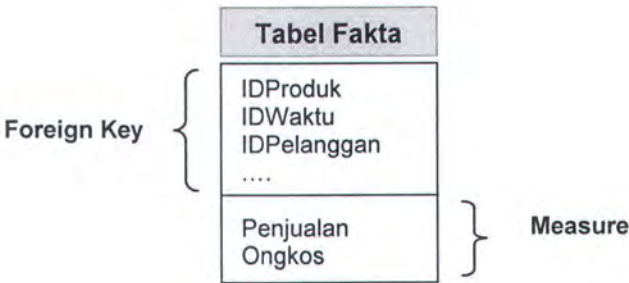 Tabel Fakta
Foreign Key
IDProduk
IDWaktu
IDPelanggan
....
Penjualan
Ongkos
Measure